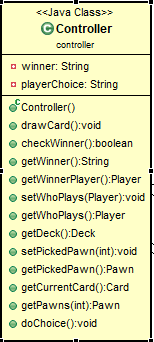 <<Java Class>>
Controller
controller
winner: String
playerChoice: String
Controller()
drawCard():void
checkWinner():boolean
getWinner():String
getWinnerPlayer():Player
setWhoPlays(Player):void
getWhoPlays():Player
getDeck():Deck
setPickedPawn(int):void
getPickedPawn():Pawn
getCurrentCard():Card
getPawns(int):Pawn
doChoice():void